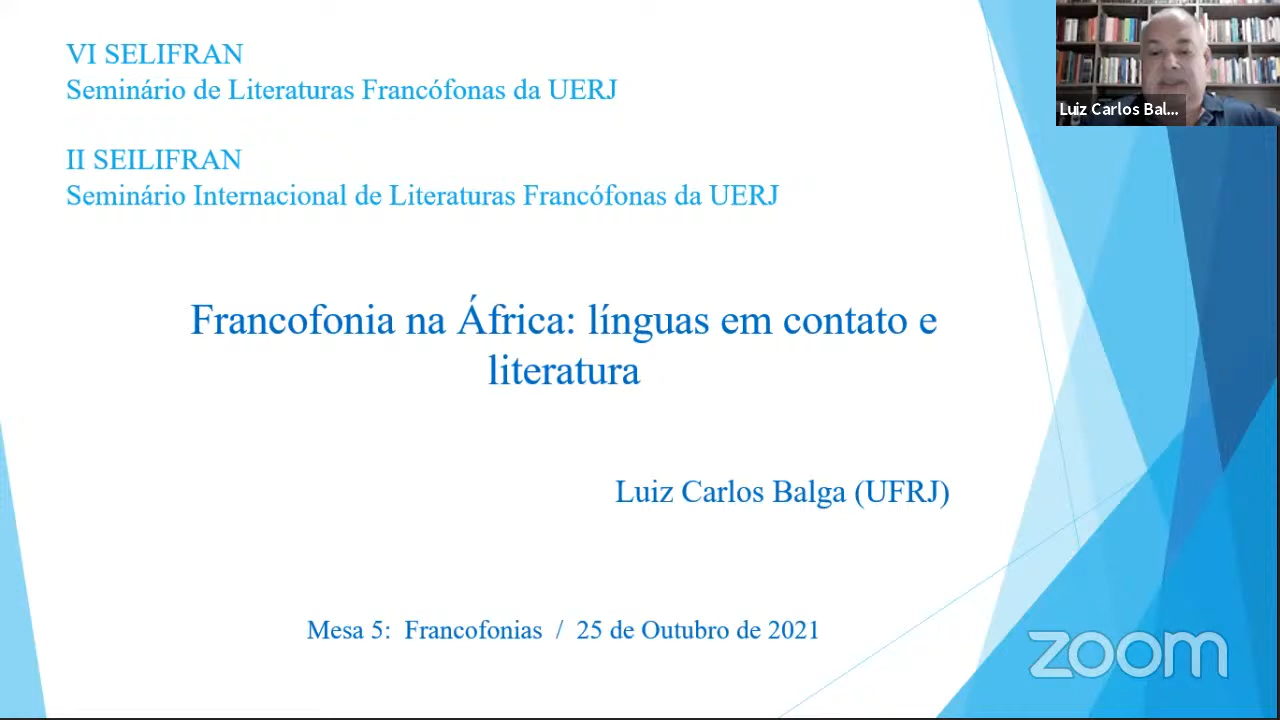 VI SELIFRAN
Seminário de Literaturas Francófonas da UERJ
II SEILIFRAN
Seminário Internacional de Literaturas Francófonas da UERJ
Francofonia na África: línguas em contato e
literatura
Luiz Carlos Balga (UFRJ)
Mesa 5: Francofonias / 25 de Outubro de 2021
Luiz Carlos Bal...
zoom